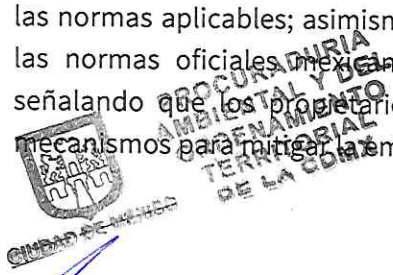 las normas aplicables; asimism
las normas oficiales mexican
señalando que los propietario
mecanismos para mitigar la em
PROCURADURIA
AMBIENTAL Y DEL
ORDENAMIENTO
TERRITORIAL
DE LA CDMX
CIUDAD DE MÉXICO